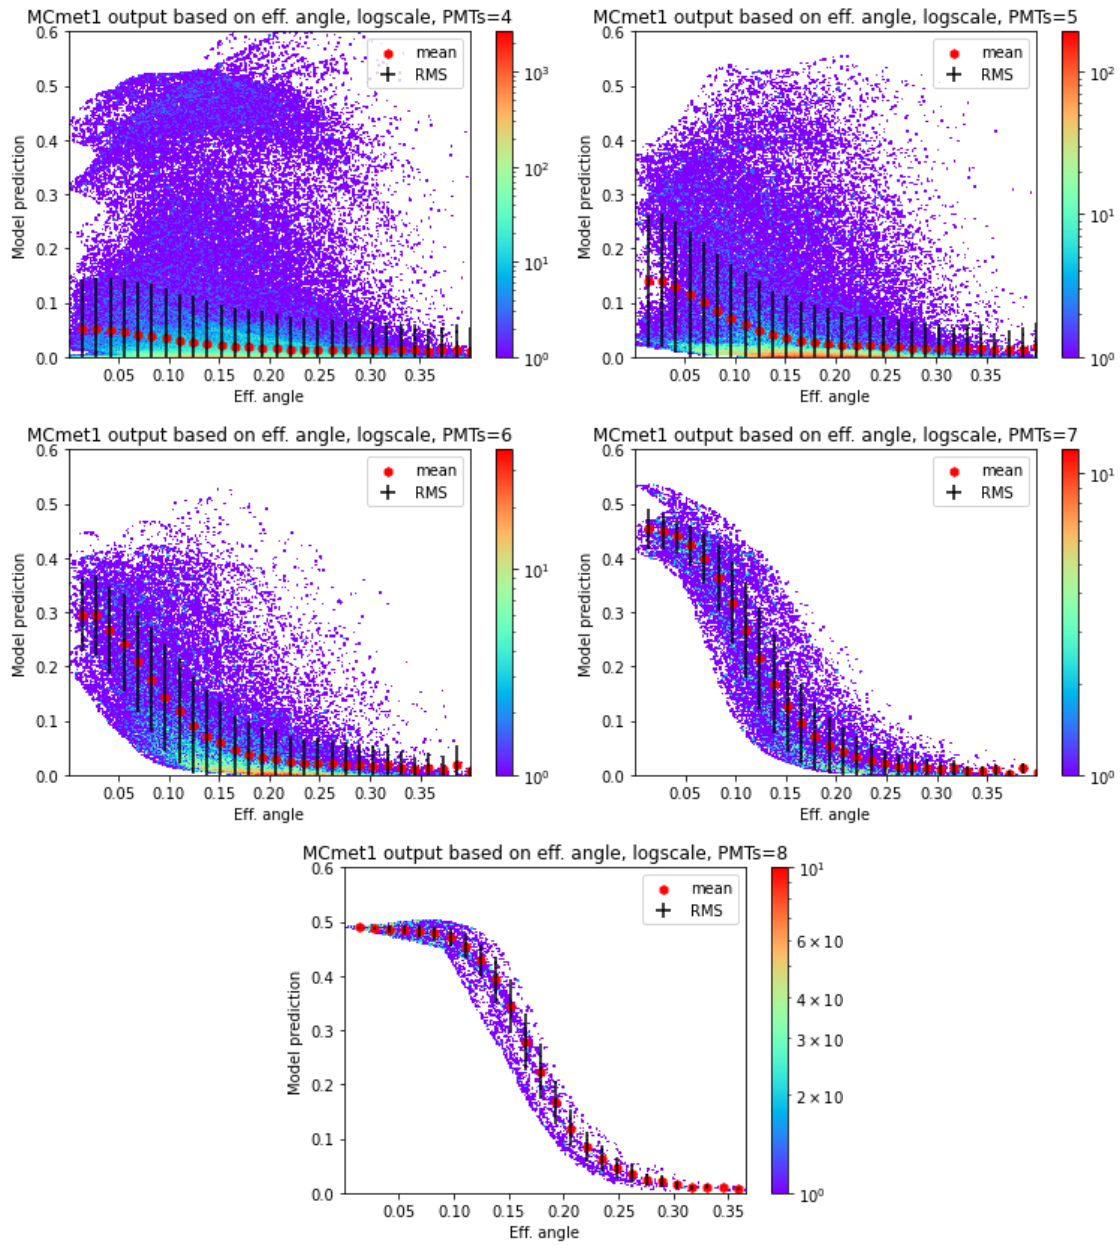 MCmet1 output based on eff. angle, logscale, PMTs=4
mean
RMS
Model prediction
0.6
0.5
0.4
0.3
0.2
0.1
0.0
0.05 0.10 0.15 0.20 0.25 0.30 0.35
Eff. angle
10³
10²
10¹
10⁰
MCmet1 output based on eff. angle, logscale, PMTs=5
mean
RMS
Model prediction
0.6
0.5
0.4
0.3
0.2
0.1
0.0
0.05 0.10 0.15 0.20 0.25 0.30 0.35
Eff. angle
10²
10¹
10⁰
MCmet1 output based on eff. angle, logscale, PMTs=6
mean
RMS
Model prediction
0.6
0.5
0.4
0.3
0.2
0.1
0.0
0.05 0.10 0.15 0.20 0.25 0.30 0.35
Eff. angle
10¹
10⁰
MCmet1 output based on eff. angle, logscale, PMTs=7
mean
RMS
Model prediction
0.6
0.5
0.4
0.3
0.2
0.1
0.0
0.05 0.10 0.15 0.20 0.25 0.30 0.35
Eff. angle
10¹
10⁰
MCmet1 output based on eff. angle, logscale, PMTs=8
mean
RMS
Model prediction
0.6
0.5
0.4
0.3
0.2
0.1
0.0
0.05 0.10 0.15 0.20 0.25 0.30 0.35
Eff. angle
10¹
6 × 10
4 × 10
3 × 10
2 × 10
10⁰